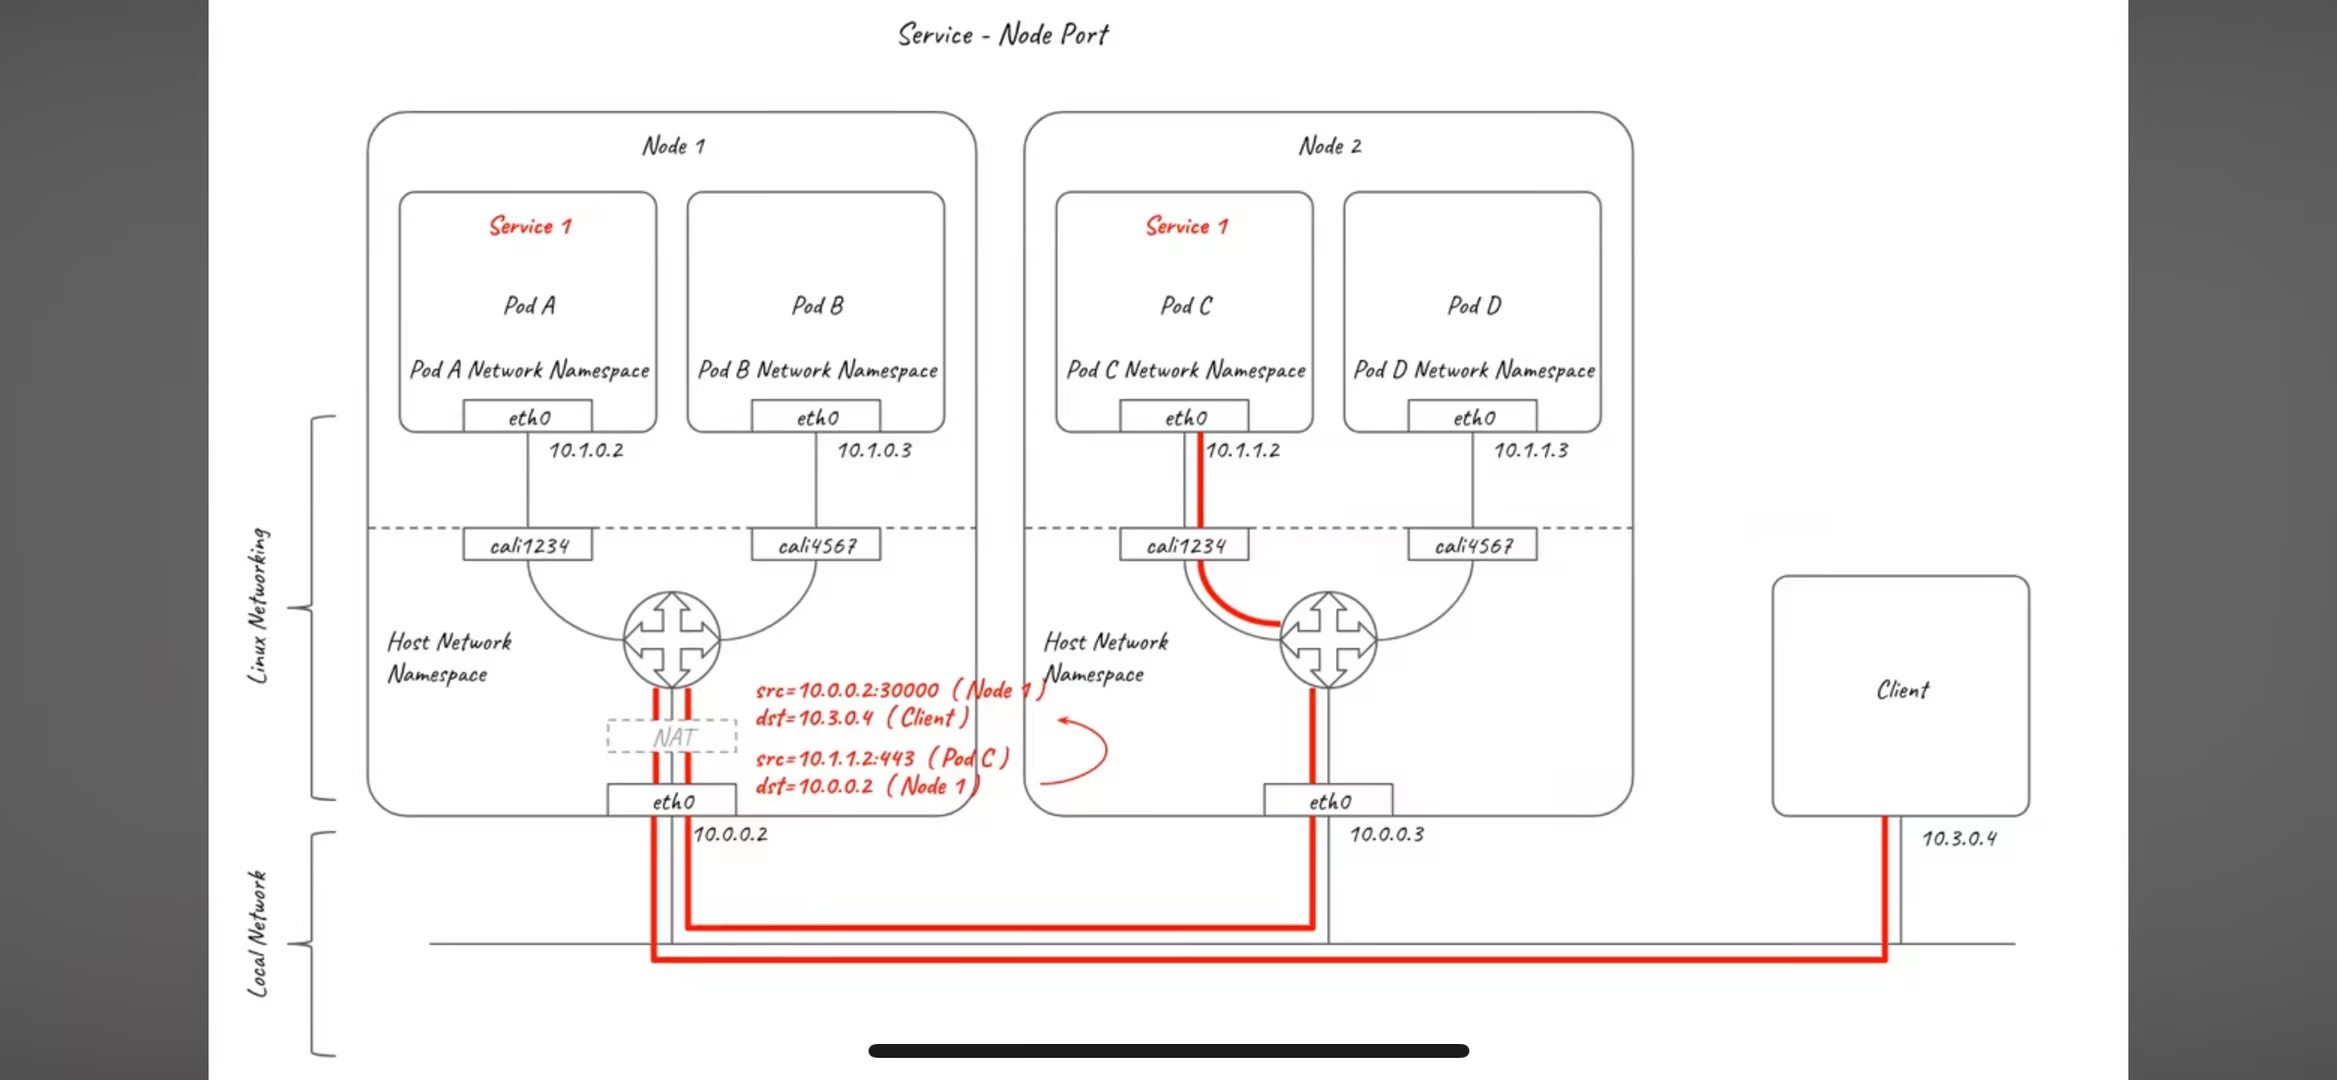 Service - Node Port
Node 1
Service 1
Pod A
Pod A Network Namespace
eth0
10.1.0.2
Pod B
Pod B Network Namespace
eth0
10.1.0.3
cali1234
cali4567
Host Network
Namespace
NAT
src=10.0.0.2:30000 (Node 1)
dst=10.3.0.4 (Client)
src=10.1.1.2:443 (Pod C)
dst=10.0.0.2 (Node 1)
eth0
10.0.0.2
Node 2
Service 1
Pod C
Pod C Network Namespace
eth0
10.1.1.2
Pod D
Pod D Network Namespace
eth0
10.1.1.3
cali1234
cali4567
Host Network
Namespace
eth0
10.0.0.3
Client
10.3.0.4
Linux Networking
Local Network